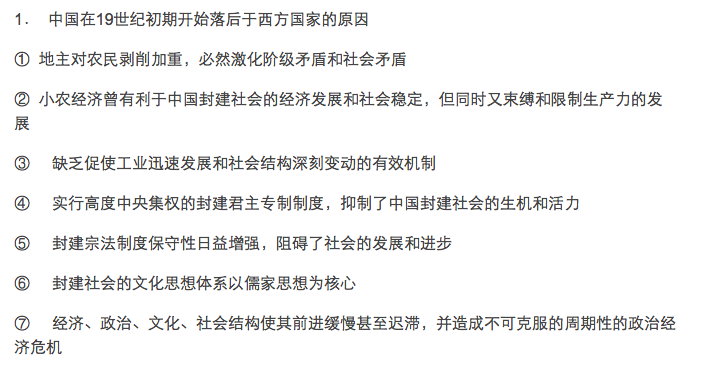 1. 中国在19世纪初期开始落后于西方国家的原因
① 地主对农民剥削加重，必然激化阶级矛盾和社会矛盾
② 小农经济曾有利于中国封建社会的经济发展和社会稳定，但同时又束缚和限制生产力的发
展
③ 缺乏促使工业迅速发展和社会结构深刻变动的有效机制
④ 实行高度中央集权的封建君主专制制度，抑制了中国封建社会的生机和活力
⑤ 封建宗法制度保守性日益增强，阻碍了社会的发展和进步
⑥ 封建社会的文化思想体系以儒家思想为核心
⑦ 经济、政治、文化、社会结构使其前进缓慢甚至迟滞，并造成不可克服的周期性的政治经
济危机